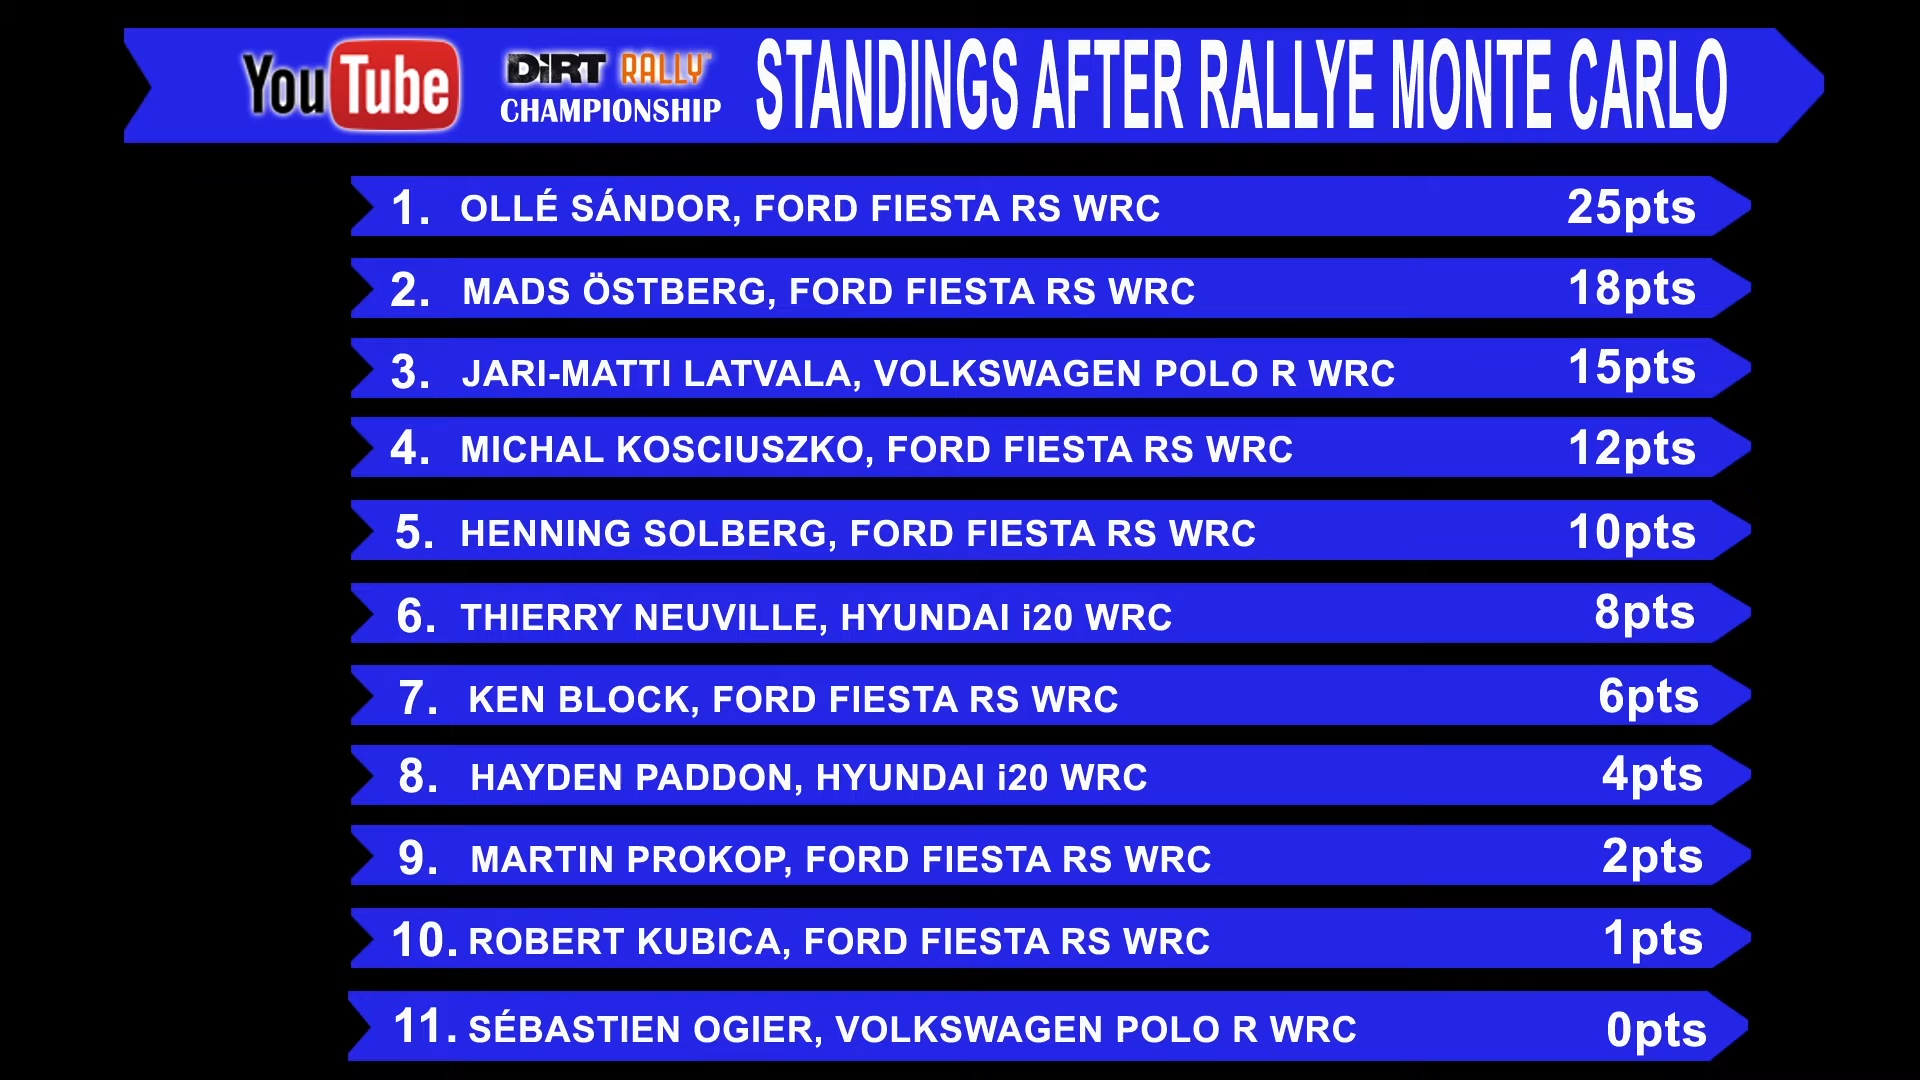 YouTube DiRT RALLY™ CHAMPIONSHIP STANDINGS AFTER RALLYE MONTE CARLO
1. OLLÉ SÁNDOR, FORD FIESTA RS WRC 25pts
2. MADS ÖSTBERG, FORD FIESTA RS WRC 18pts
3. JARI-MATTI LATVALA, VOLKSWAGEN POLO R WRC 15pts
4. MICHAL KOSCIUSZKO, FORD FIESTA RS WRC 12pts
5. HENNING SOLBERG, FORD FIESTA RS WRC 10pts
6. THIERRY NEUVILLE, HYUNDAI i20 WRC 8pts
7. KEN BLOCK, FORD FIESTA RS WRC 6pts
8. HAYDEN PADDON, HYUNDAI i20 WRC 4pts
9. MARTIN PROKOP, FORD FIESTA RS WRC 2pts
10. ROBERT KUBICA, FORD FIESTA RS WRC 1pts
11. SÉBASTIEN OGIER, VOLKSWAGEN POLO R WRC 0pts